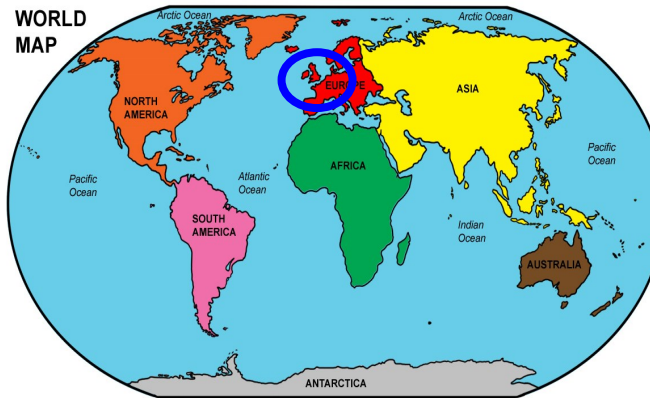 WORLD
MAP
Arctic Ocean
Arctic Ocean
NORTH
AMERICA
EUROPE
ASIA
Pacific
Ocean
Atlantic
Ocean
AFRICA
Pacific
Ocean
SOUTH
AMERICA
Indian
Ocean
AUSTRALIA
ANTARCTICA